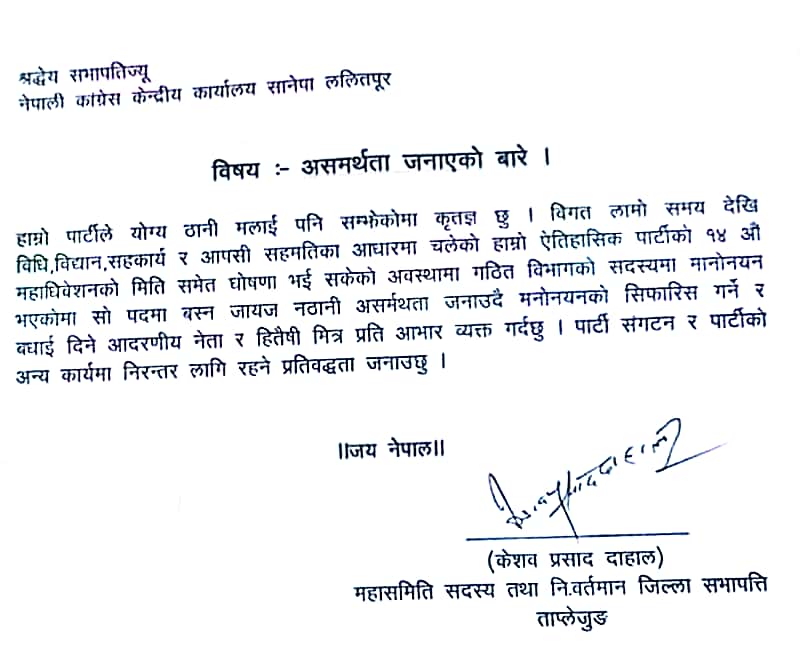 श्रद्धेय सभापतिज्यू
नेपाली कांग्रेस केन्द्रीय कार्यालय सानेपा ललितपूर
विषय :- असमर्थता जनाएको बारे ।
हाम्रो पार्टीले योग्य ठानी मलाई पनि सम्झेकोमा कृतज्ञ छु । विगत लामो समय देखि
विधि,विद्यान,सहकार्य र आपसी सहमतिका आधारमा चलेको हाम्रो ऐतिहासिक पार्टीको १४ औ
महाधिवेशनको मिति समेत घोषणा भई सकेको अवस्थामा गठित विभागको सदस्यमा मानोनयन
भएकोमा सो पदमा बस्न जायज नठानी असर्मथता जनाउदै मनोनयनको सिफारिस गर्ने र
बधाई दिने आदरणीय नेता र हितैषी मित्र प्रति आभार व्यक्त गर्दछु । पार्टी संगटन र पार्टीको
अन्य कार्यमा निरन्तर लागि रहने प्रतिवद्धता जनाउछु ।
॥जय नेपाल॥
(केशव प्रसाद दाहाल)
महासमिति सदस्य तथा नि.वर्तमान जिल्ला सभापत्ति
ताप्लेजुङ